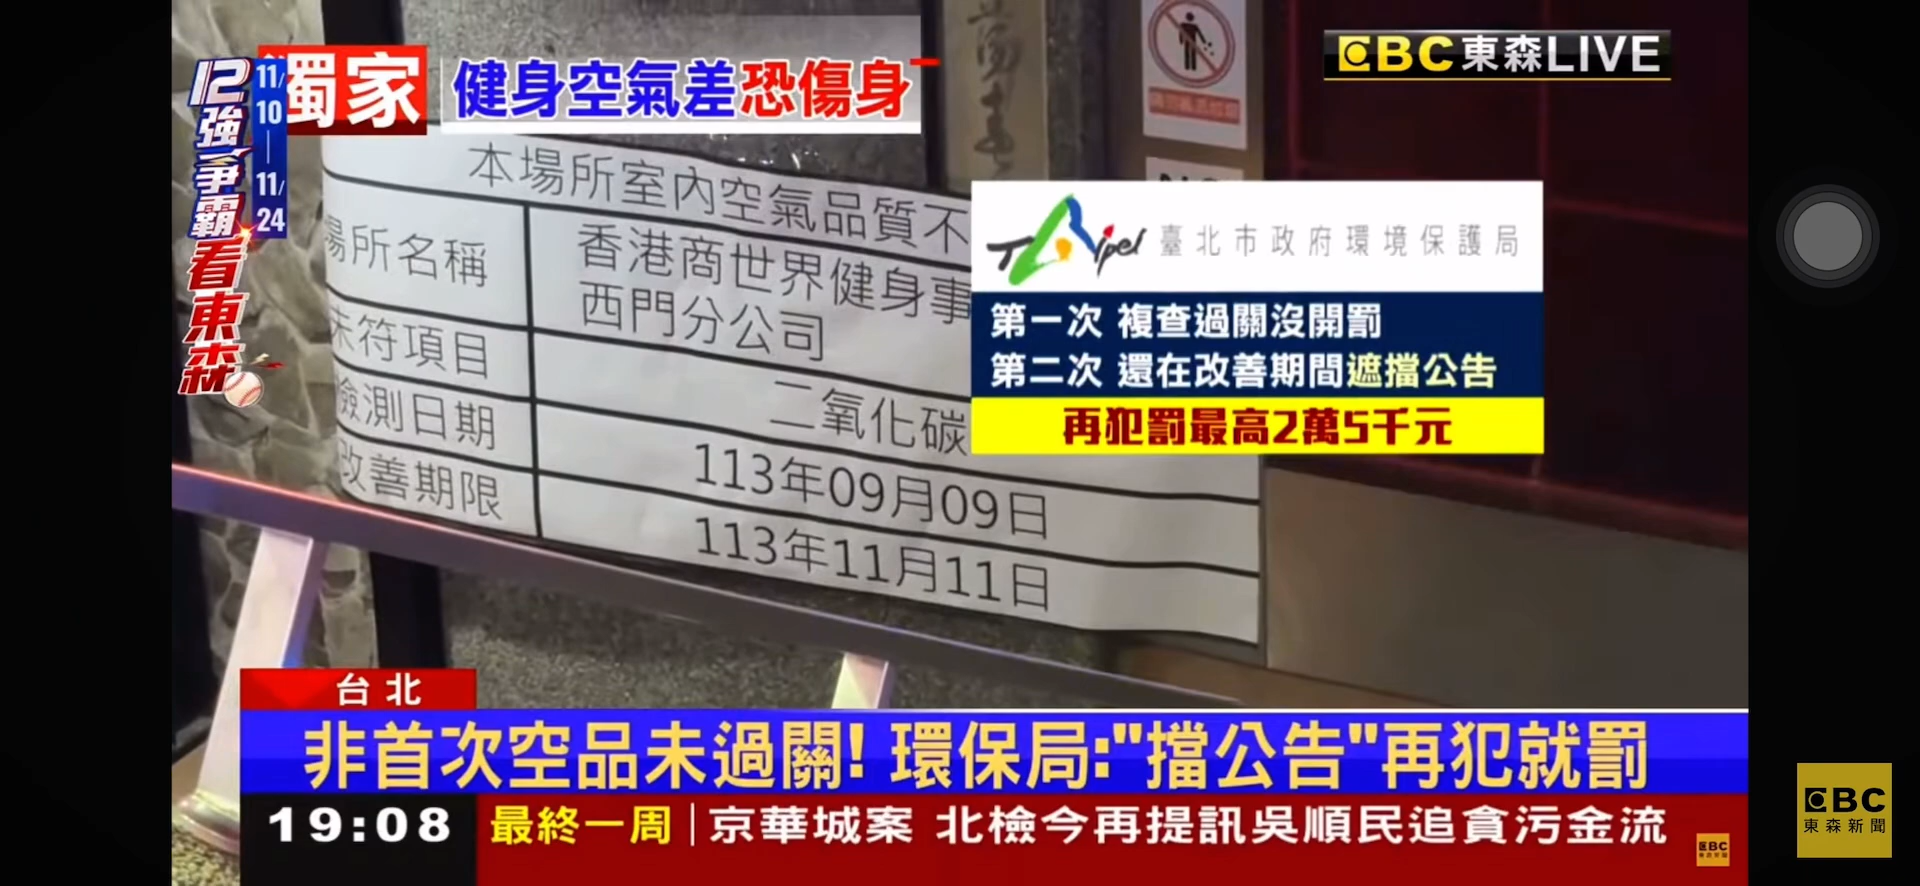 EBC東森LIVE
獨家
健身空氣差恐傷身
12強爭霸看東森
11/10
11/24
本場所室內空氣品質不
場所名稱
香港商世界健身事
西門分公司
未符項目
二氧化碳
檢測日期
113年09月09日
改善期限
113年11月11日
Taipei 臺北市政府環境保護局
第一次 複查過關沒開罰
第二次 還在改善期間遮擋公告
再犯罰最高2萬5千元
台北
非首次空品未過關! 環保局:"擋公告"再犯就罰
19:08
最終一周|京華城案 北檢今再提訊吳順民追貪污金流
EBC
東森新聞